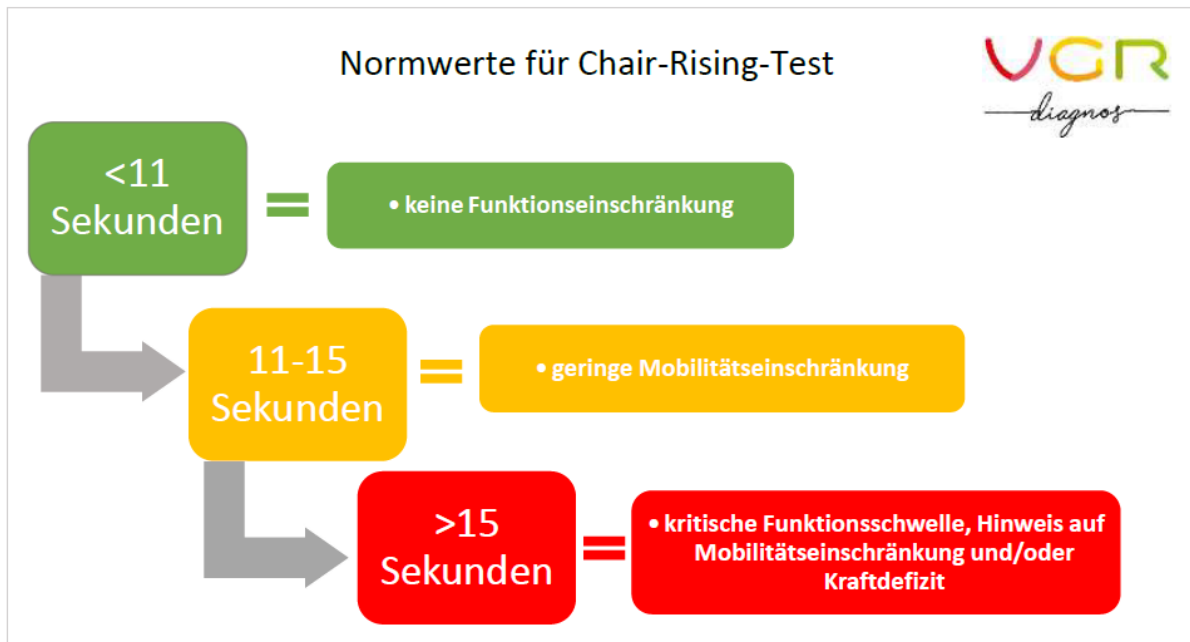 Normwerte für Chair-Rising-Test
VGR
diagnos
<11
Sekunden
=
• keine Funktionseinschränkung
11-15
Sekunden
=
• geringe Mobilitätseinschränkung
>15
Sekunden
=
• kritische Funktionsschwelle, Hinweis auf
Mobilitätseinschränkung und/oder
Kraftdefizit